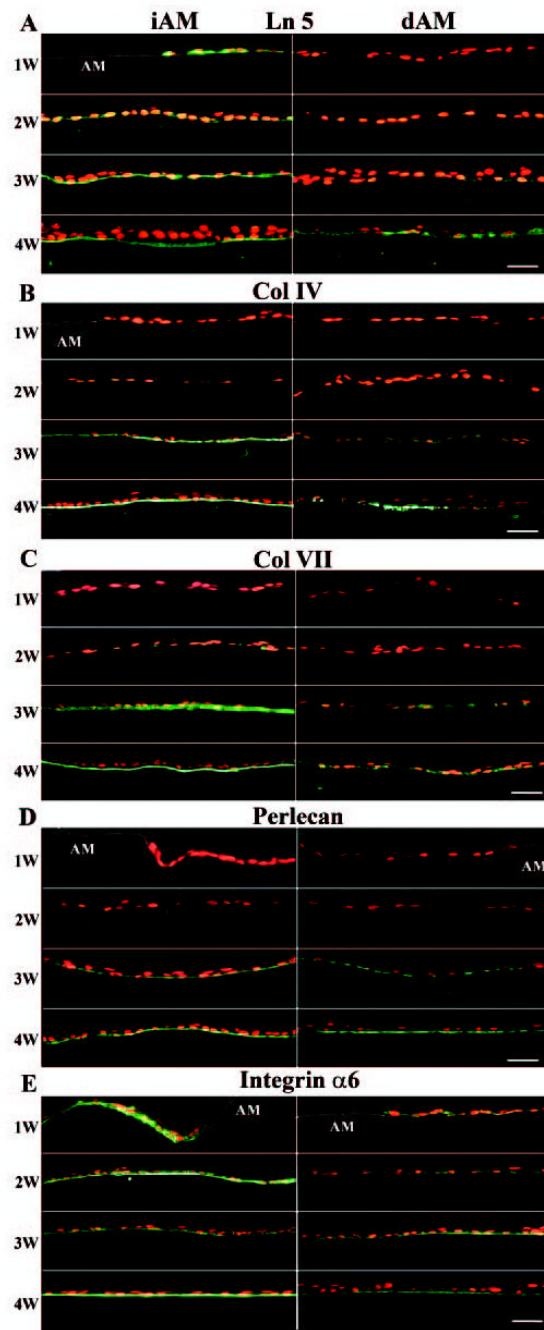 A iAM Ln 5 dAM
1W AM
2W
3W
4W
B Col IV
1W AM
2W
3W
4W
C Col VII
1W
2W
3W
4W
D Perlecan
1W AM AM
2W
3W
4W
E Integrin α6
1W AM AM
2W
3W
4W